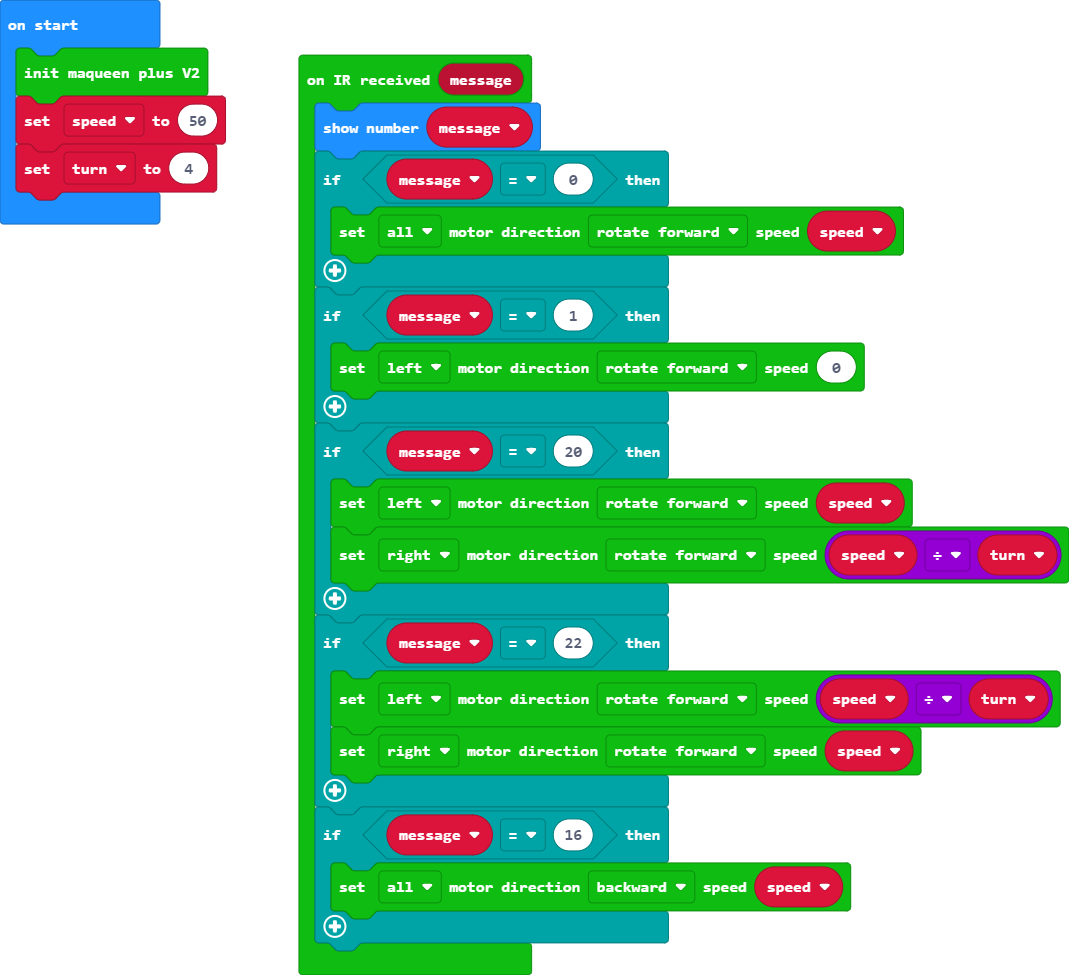 on start
init maqueen plus V2
set speed to 50
set turn to 4
on IR received message
show number message
if message = 0 then
set all motor direction rotate forward speed speed
if message = 1 then
set left motor direction rotate forward speed 0
if message = 20 then
set left motor direction rotate forward speed speed
set right motor direction rotate forward speed speed ÷ turn
if message = 22 then
set left motor direction rotate forward speed speed ÷ turn
set right motor direction rotate forward speed speed
if message = 16 then
set all motor direction backward speed speed